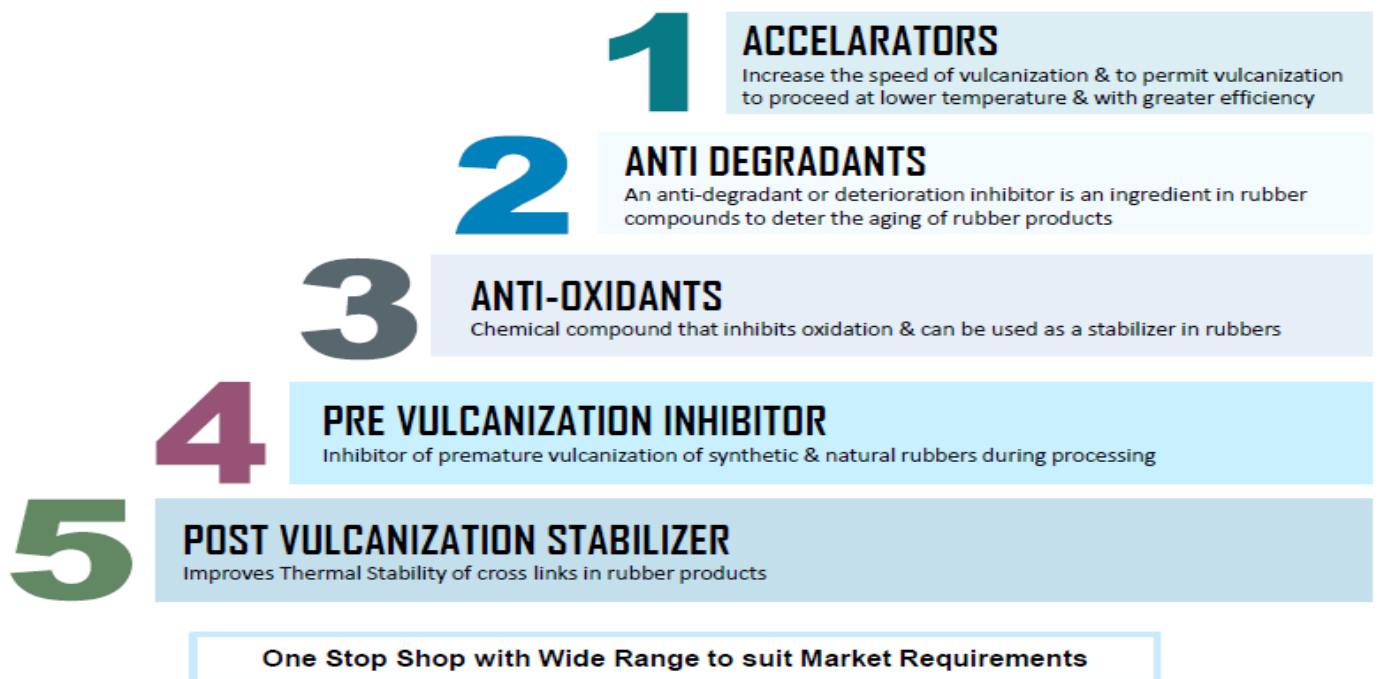 1
ACCELARATORS
Increase the speed of vulcanization & to permit vulcanization
to proceed at lower temperature & with greater efficiency
2
ANTI DEGRADANTS
An anti-degradant or deterioration inhibitor is an ingredient in rubber
compounds to deter the aging of rubber products
3
ANTI-OXIDANTS
Chemical compound that inhibits oxidation & can be used as a stabilizer in rubbers
4
PRE VULCANIZATION INHIBITOR
Inhibitor of premature vulcanization of synthetic & natural rubbers during processing
5
POST VULCANIZATION STABILIZER
Improves Thermal Stability of cross links in rubber products
One Stop Shop with Wide Range to suit Market Requirements